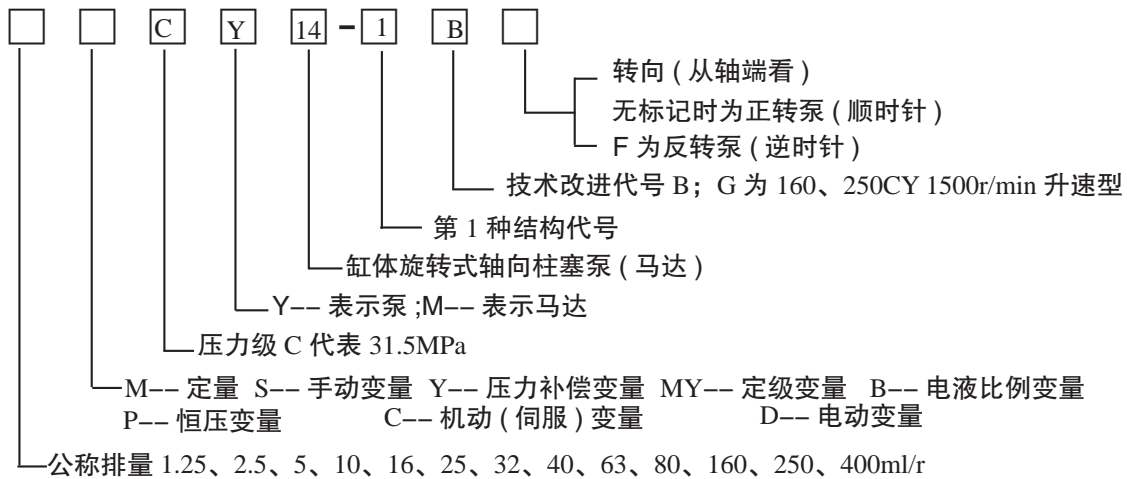 □ □ C Y 14 - 1 B □
转向 ( 从轴端看 )
无标记时为正转泵 ( 顺时针 )
F 为反转泵 ( 逆时针 )
技术改进代号 B；G 为 160、250CY 1500r/min 升速型
第 1 种结构代号
缸体旋转式轴向柱塞泵 ( 马达 )
Y-- 表示泵 ;M-- 表示马达
压力级 C 代表 31.5MPa
M-- 定量 S-- 手动变量 Y-- 压力补偿变量 MY-- 定级变量 B-- 电液比例变量
P-- 恒压变量 C-- 机动 ( 伺服 ) 变量 D-- 电动变量
公称排量 1.25、2.5、5、10、16、25、32、40、63、80、160、250、400ml/r